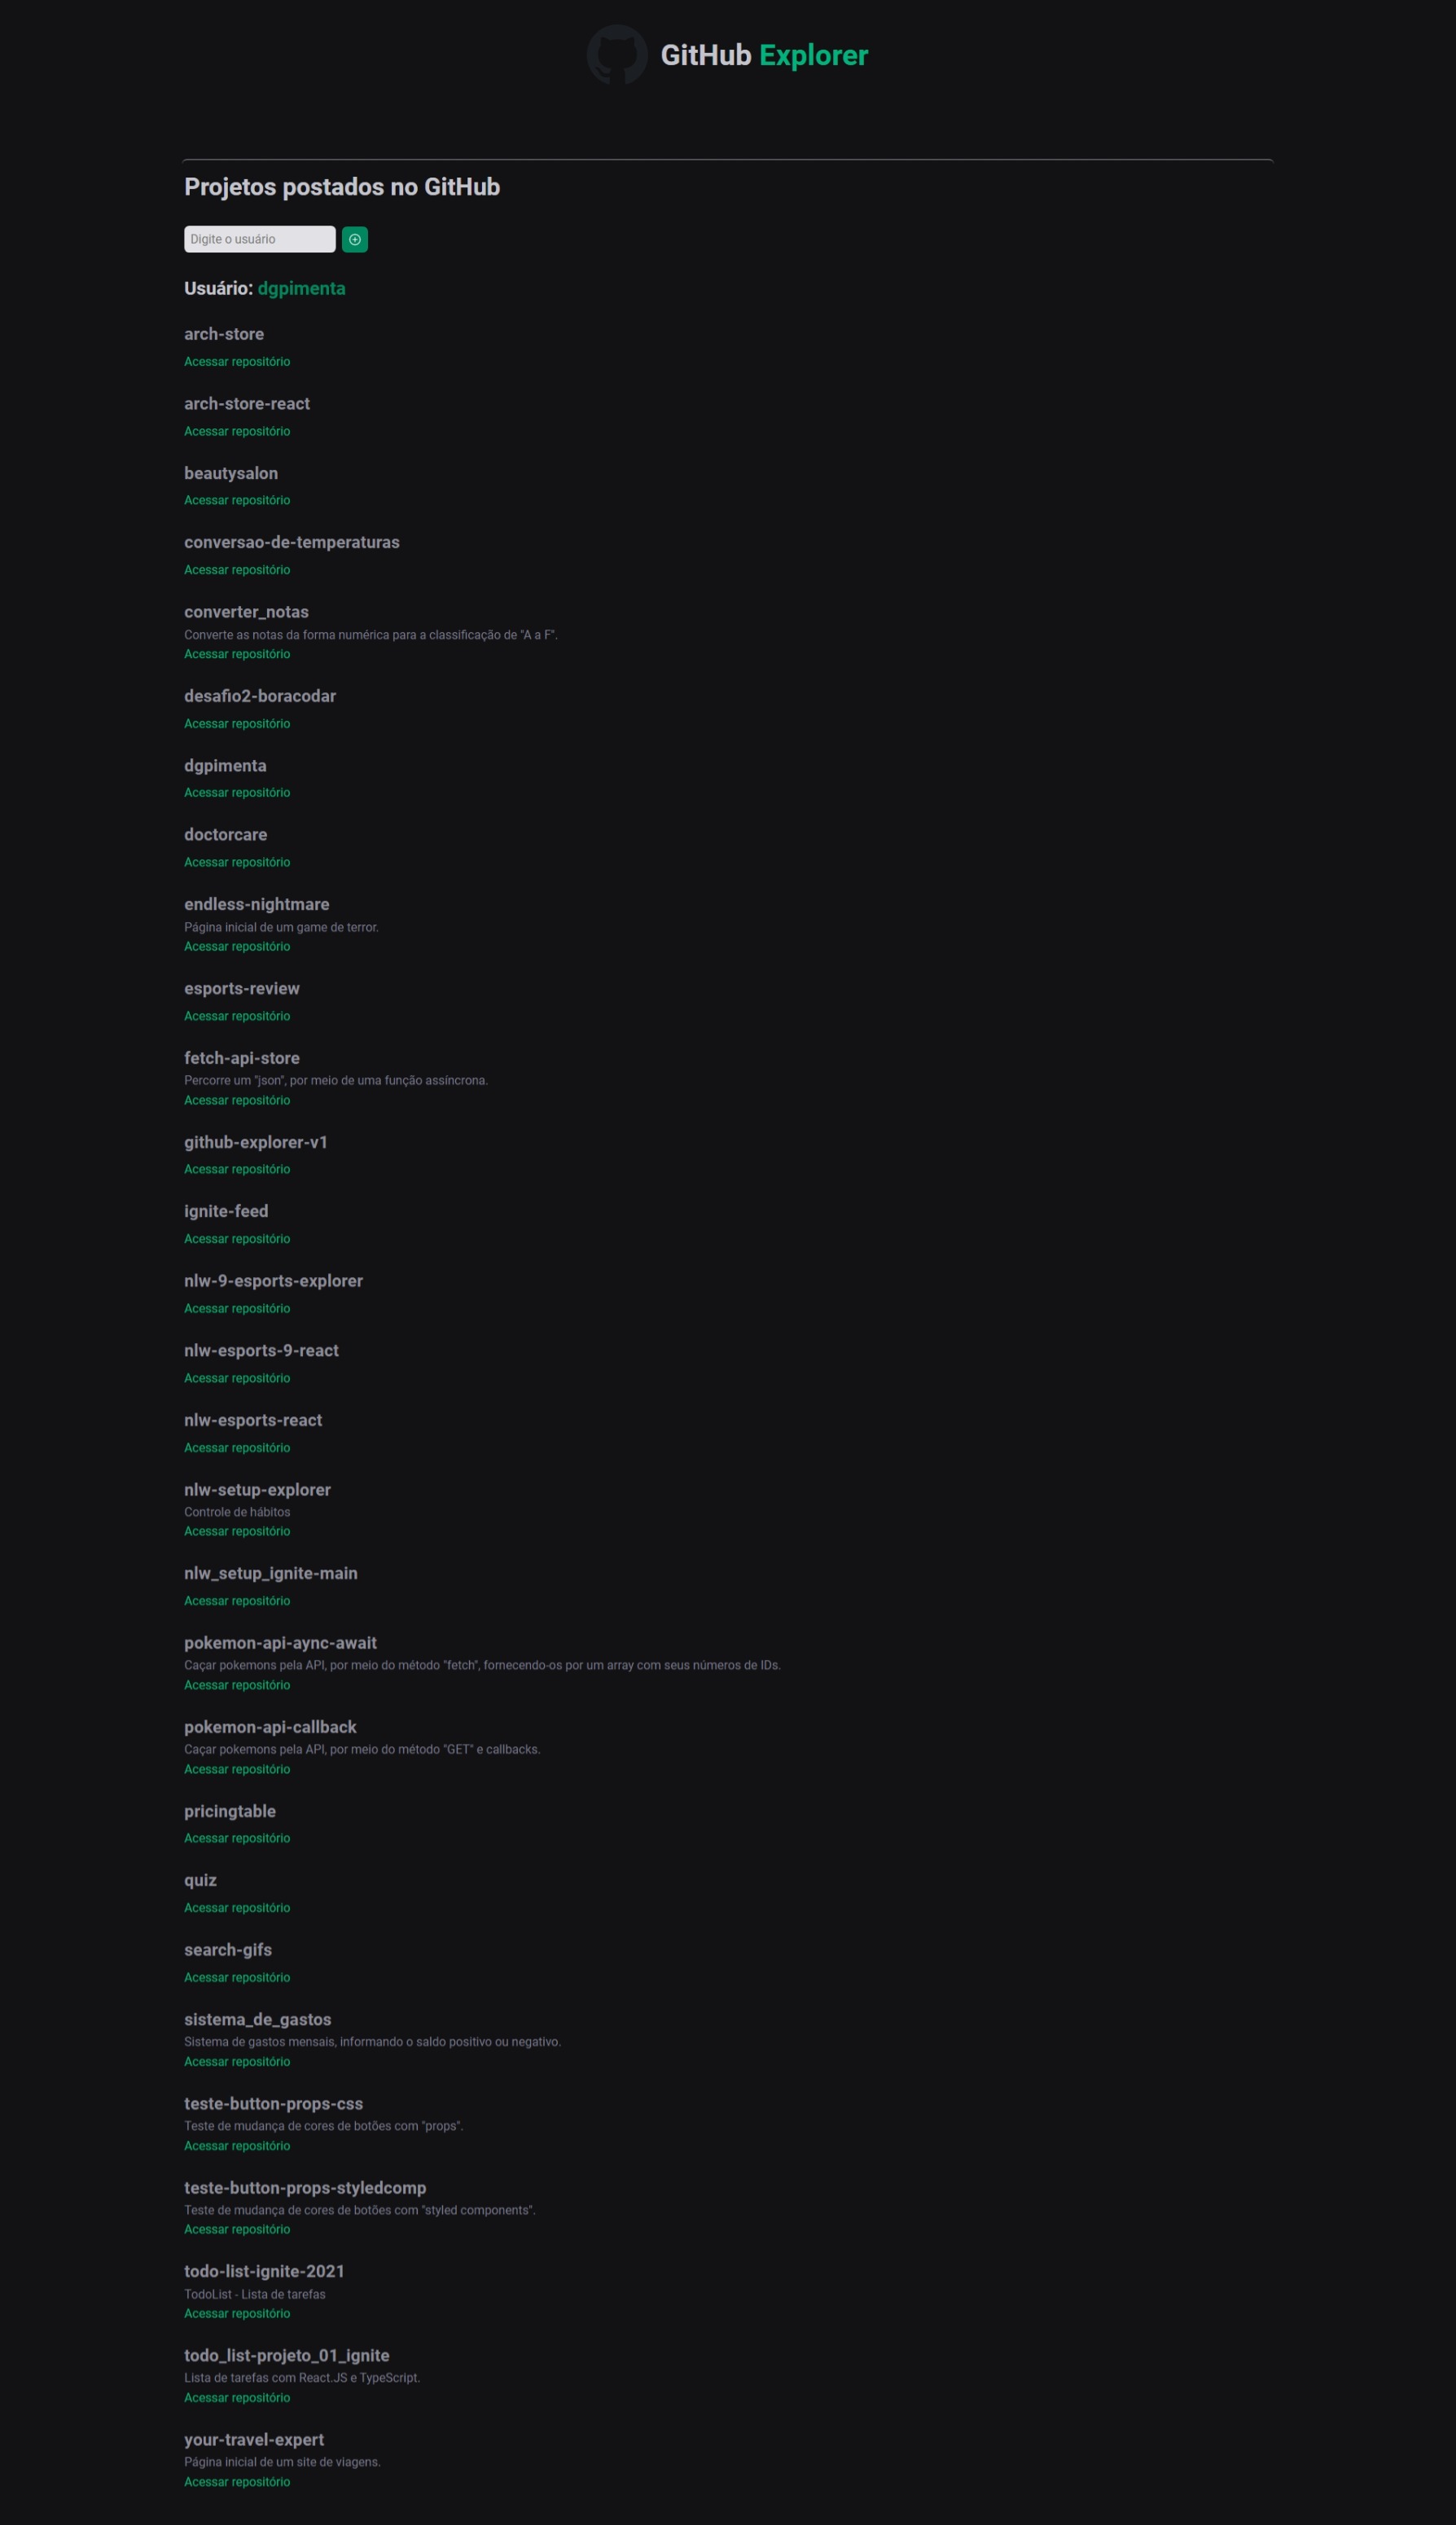 GitHub Explorer
Projetos postados no GitHub
Digite o usuário
Usuário: dgpimenta
arch-store
Acessar repositório
arch-store-react
Acessar repositório
beautysalon
Acessar repositório
conversao-de-temperaturas
Acessar repositório
converter_notas
Converte as notas da forma numérica para a classificação de "A a F".
Acessar repositório
desafio2-boracodar
Acessar repositório
dgpimenta
Acessar repositório
doctorcare
Acessar repositório
endless-nightmare
Página inicial de um game de terror.
Acessar repositório
esports-review
Acessar repositório
fetch-api-store
Percorre um "json", por meio de uma função assíncrona.
Acessar repositório
github-explorer-v1
Acessar repositório
ignite-feed
Acessar repositório
nlw-9-esports-explorer
Acessar repositório
nlw-esports-9-react
Acessar repositório
nlw-esports-react
Acessar repositório
nlw-setup-explorer
Controle de hábitos
Acessar repositório
nlw_setup_ignite-main
Acessar repositório
pokemon-api-aync-await
Caçar pokemons pela API, por meio do método "fetch", fornecendo-os por um array com seus números de IDs.
Acessar repositório
pokemon-api-callback
Caçar pokemons pela API, por meio do método "GET" e callbacks.
Acessar repositório
pricingtable
Acessar repositório
quiz
Acessar repositório
search-gifs
Acessar repositório
sistema_de_gastos
Sistema de gastos mensais, informando o saldo positivo ou negativo.
Acessar repositório
teste-button-props-css
Teste de mudança de cores de botões com "props".
Acessar repositório
teste-button-props-styledcomp
Teste de mudança de cores de botões com "styled components".
Acessar repositório
todo-list-ignite-2021
TodoList - Lista de tarefas
Acessar repositório
todo_list-projeto_01_ignite
Lista de tarefas com React.JS e TypeScript.
Acessar repositório
your-travel-expert
Página inicial de um site de viagens.
Acessar repositório